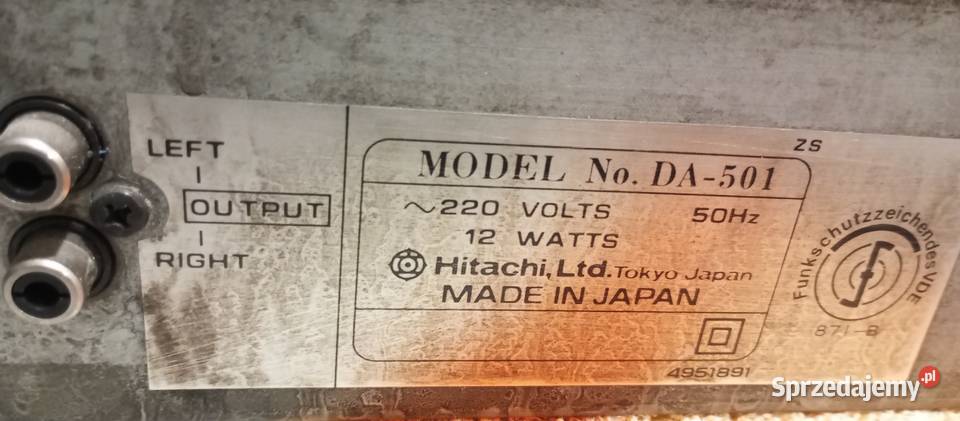 LEFT
OUTPUT
RIGHT
ZS
MODEL No. DA-501
~220 VOLTS 50Hz
12 WATTS
Hitachi, Ltd. Tokyo Japan
MADE IN JAPAN
4951891
Funkschutzzeichen des VDE
871-B
Sprzedajemy.pl